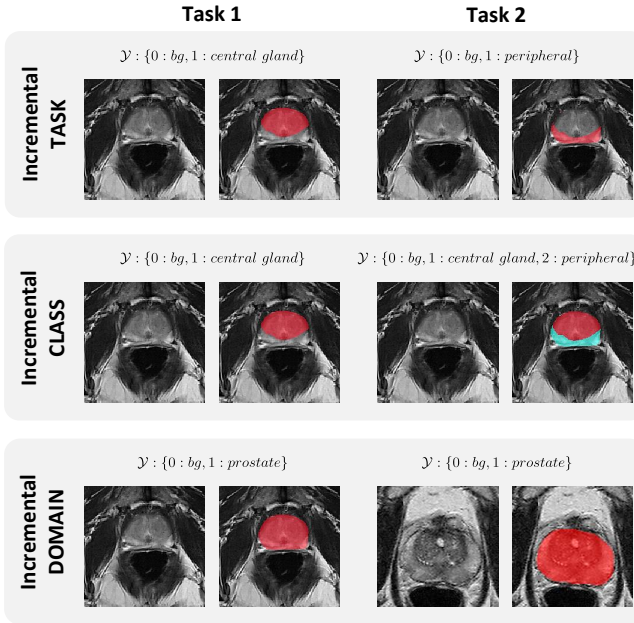 Task 1
Task 2
Incremental
TASK
𝒴 : {0 : bg, 1 : central gland}
𝒴 : {0 : bg, 1 : peripheral}
Incremental
CLASS
𝒴 : {0 : bg, 1 : central gland}
𝒴 : {0 : bg, 1 : central gland, 2 : peripheral}
Incremental
DOMAIN
𝒴 : {0 : bg, 1 : prostate}
𝒴 : {0 : bg, 1 : prostate}